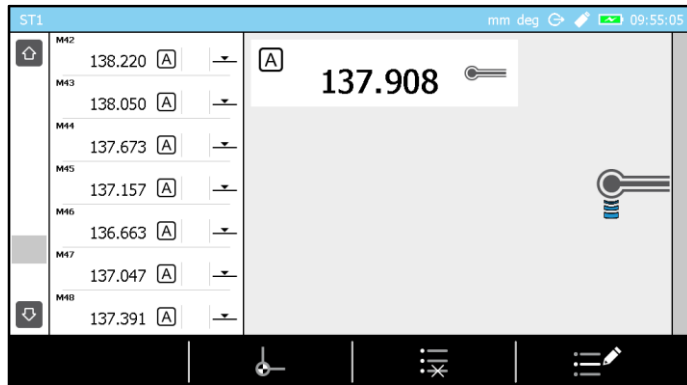 ST1
mm deg 09:55:05
M42
138.220 A
M43
138.050 A
M44
137.673 A
M45
137.157 A
M46
136.663 A
M47
137.047 A
M48
137.391 A
A
137.908